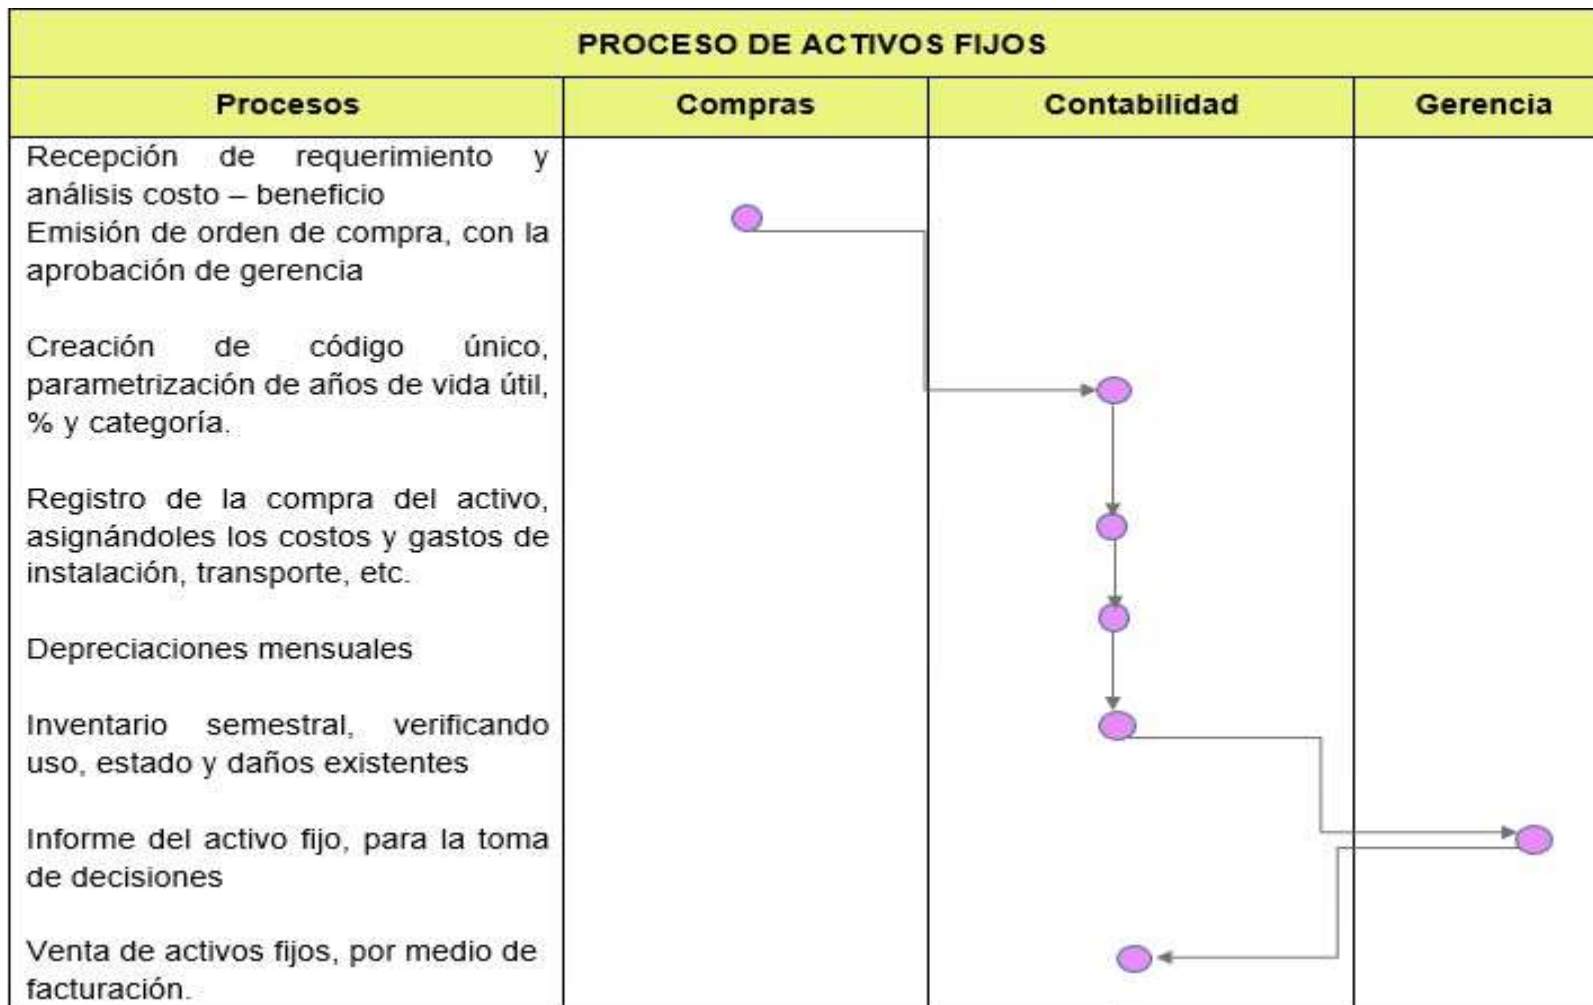 PROCESO DE ACTIVOS FIJOS
Procesos Compras Contabilidad Gerencia
Recepción de requerimiento y
análisis costo – beneficio
Emisión de orden de compra, con la
aprobación de gerencia
Creación de código único,
parametrización de años de vida útil,
% y categoría.
Registro de la compra del activo,
asignándoles los costos y gastos de
instalación, transporte, etc.
Depreciaciones mensuales
Inventario semestral, verificando
uso, estado y daños existentes
Informe del activo fijo, para la toma
de decisiones
Venta de activos fijos, por medio de
facturación.